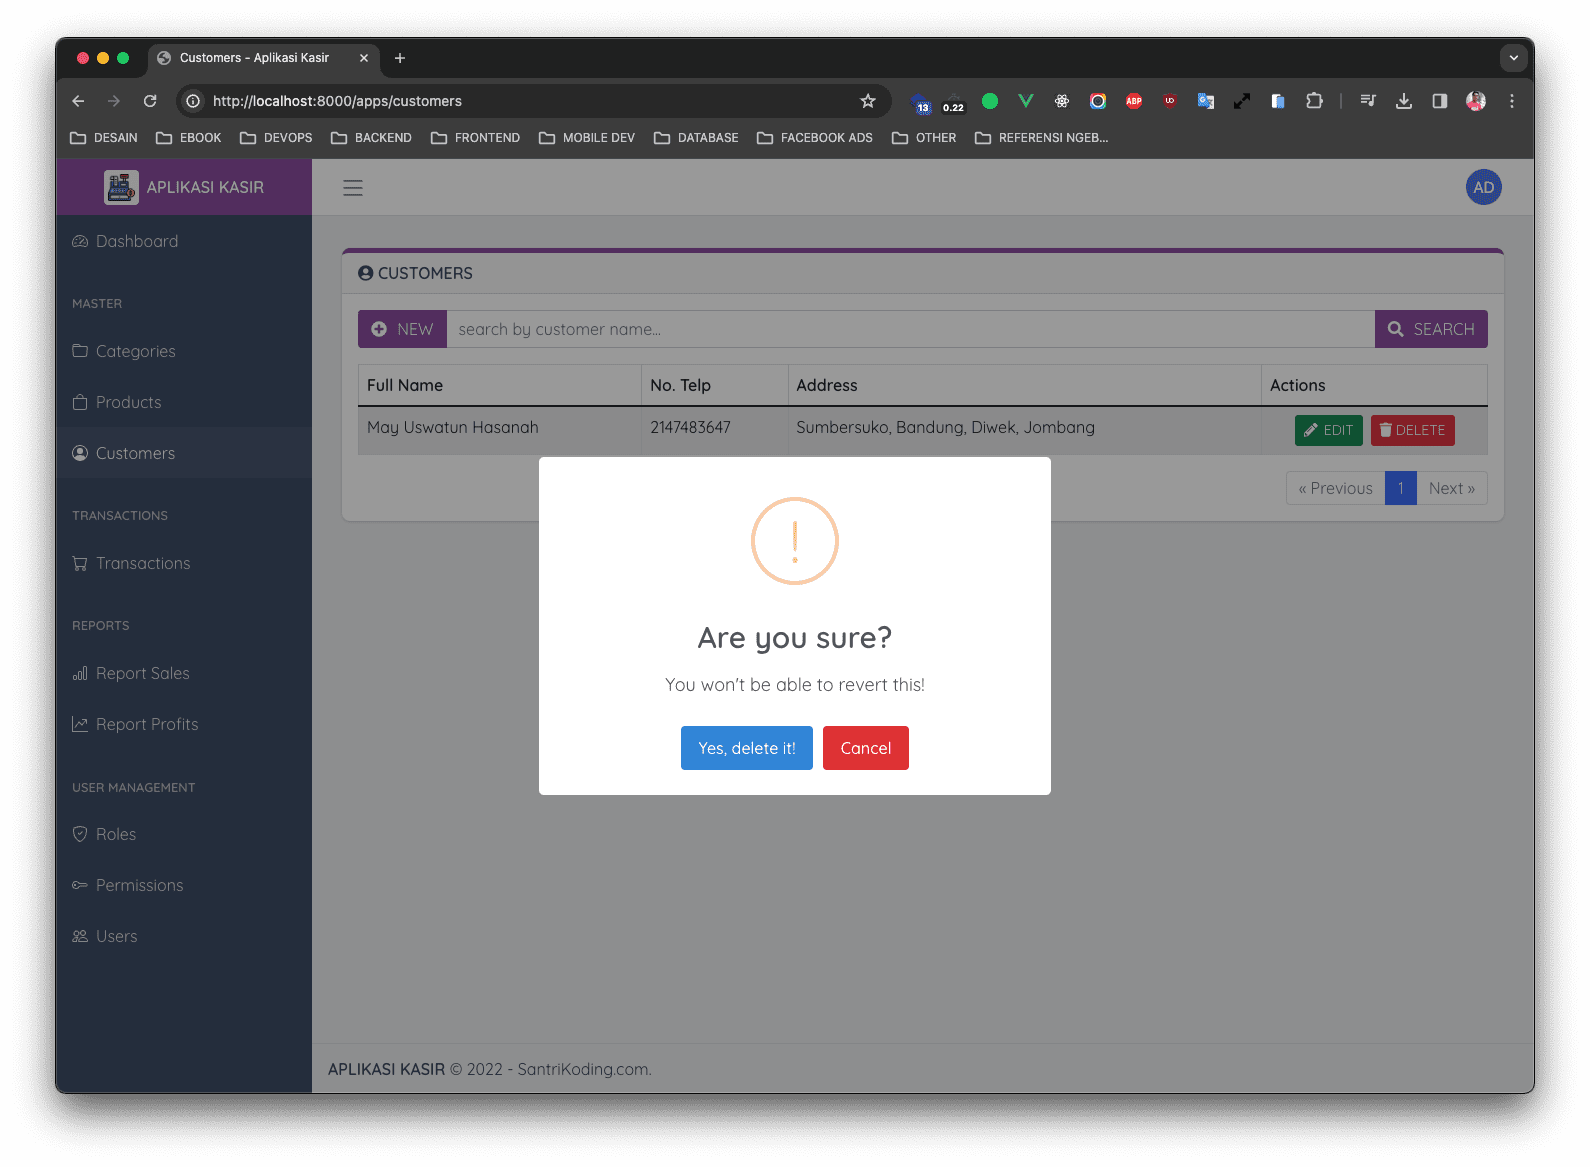 Customers - Aplikasi Kasir
http://localhost:8000/apps/customers
13
0.22
ABP
DESAIN EBOOK DEVOPS BACKEND FRONTEND MOBILE DEV DATABASE FACEBOOK ADS OTHER REFERENSI NGEB...
APLIKASI KASIR
AD
Dashboard
MASTER
Categories
Products
Customers
TRANSACTIONS
Transactions
REPORTS
Report Sales
Report Profits
USER MANAGEMENT
Roles
Permissions
Users
CUSTOMERS
NEW search by customer name... SEARCH
Full Name No. Telp Address Actions
May Uswatun Hasanah 2147483647 Sumbersuko, Bandung, Diwek, Jombang EDIT DELETE
« Previous 1 Next »
!
Are you sure?
You won't be able to revert this!
Yes, delete it! Cancel
APLIKASI KASIR © 2022 - SantriKoding.com.